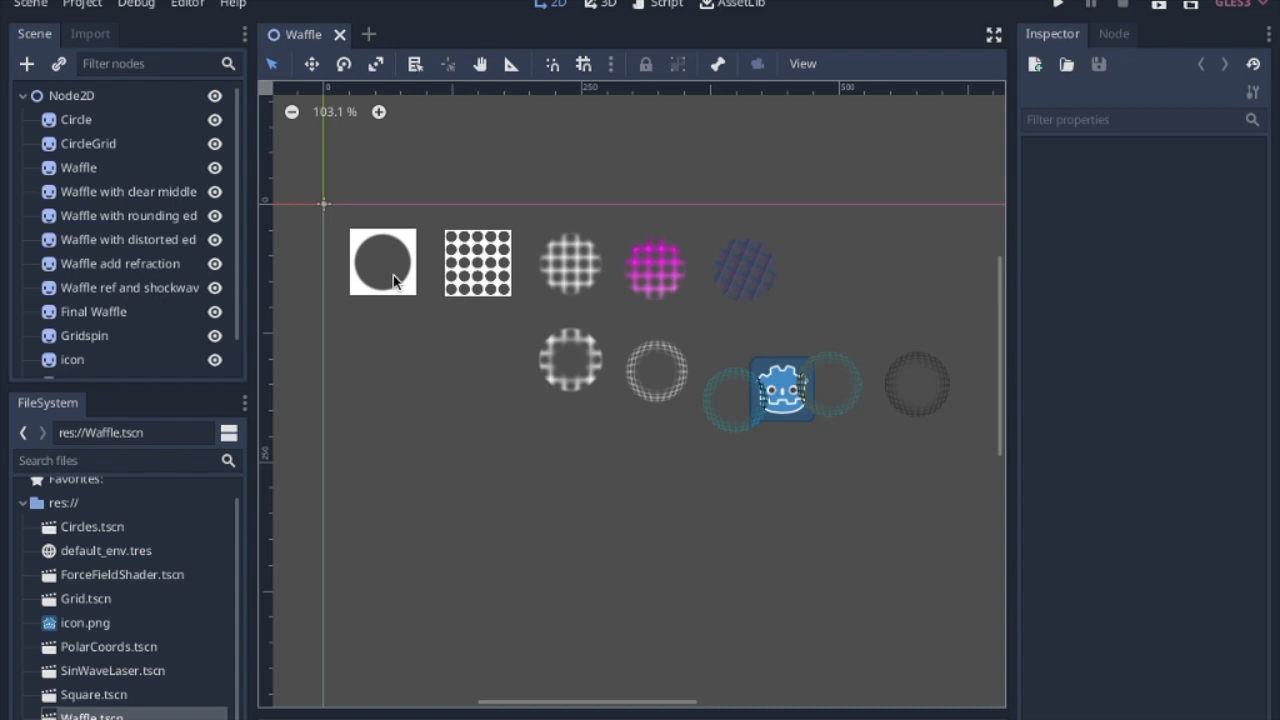 Scene Project Debug Editor Help
2D 3D Script AssetLib
GLES3
Scene Import
Filter nodes
Node2D
Circle
CircleGrid
Waffle
Waffle with clear middle
Waffle with rounding ed
Waffle with distorted ed
Waffle add refraction
Waffle ref and shockwav
Final Waffle
Gridspin
icon
FileSystem
res://Waffle.tscn
Search files
Favorites:
res://
Circles.tscn
default_env.tres
ForceFieldShader.tscn
Grid.tscn
icon.png
PolarCoords.tscn
SinWaveLaser.tscn
Square.tscn
Waffle.tscn
Waffle
View
0 250 500
103.1 %
0
250
Inspector Node
Filter properties